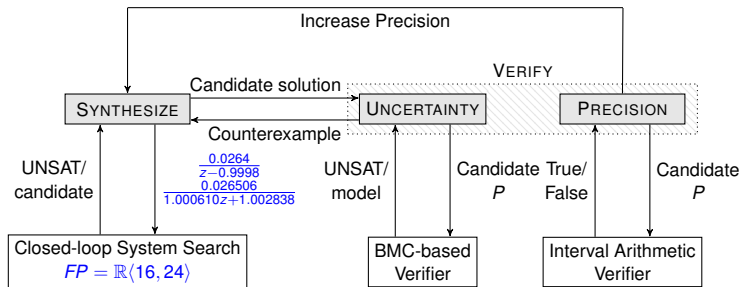 Increase Precision
VERIFY
Candidate solution
SYNTHESIZE
UNCERTAINTY
PRECISION
Counterexample
UNSAT/
candidate
0.0264
z−0.9998
0.026506
1.000610z+1.002838
UNSAT/
model
Candidate
P
True/
False
Candidate
P
Closed-loop System Search
FP = ℝ⟨16, 24⟩
BMC-based
Verifier
Interval Arithmetic
Verifier